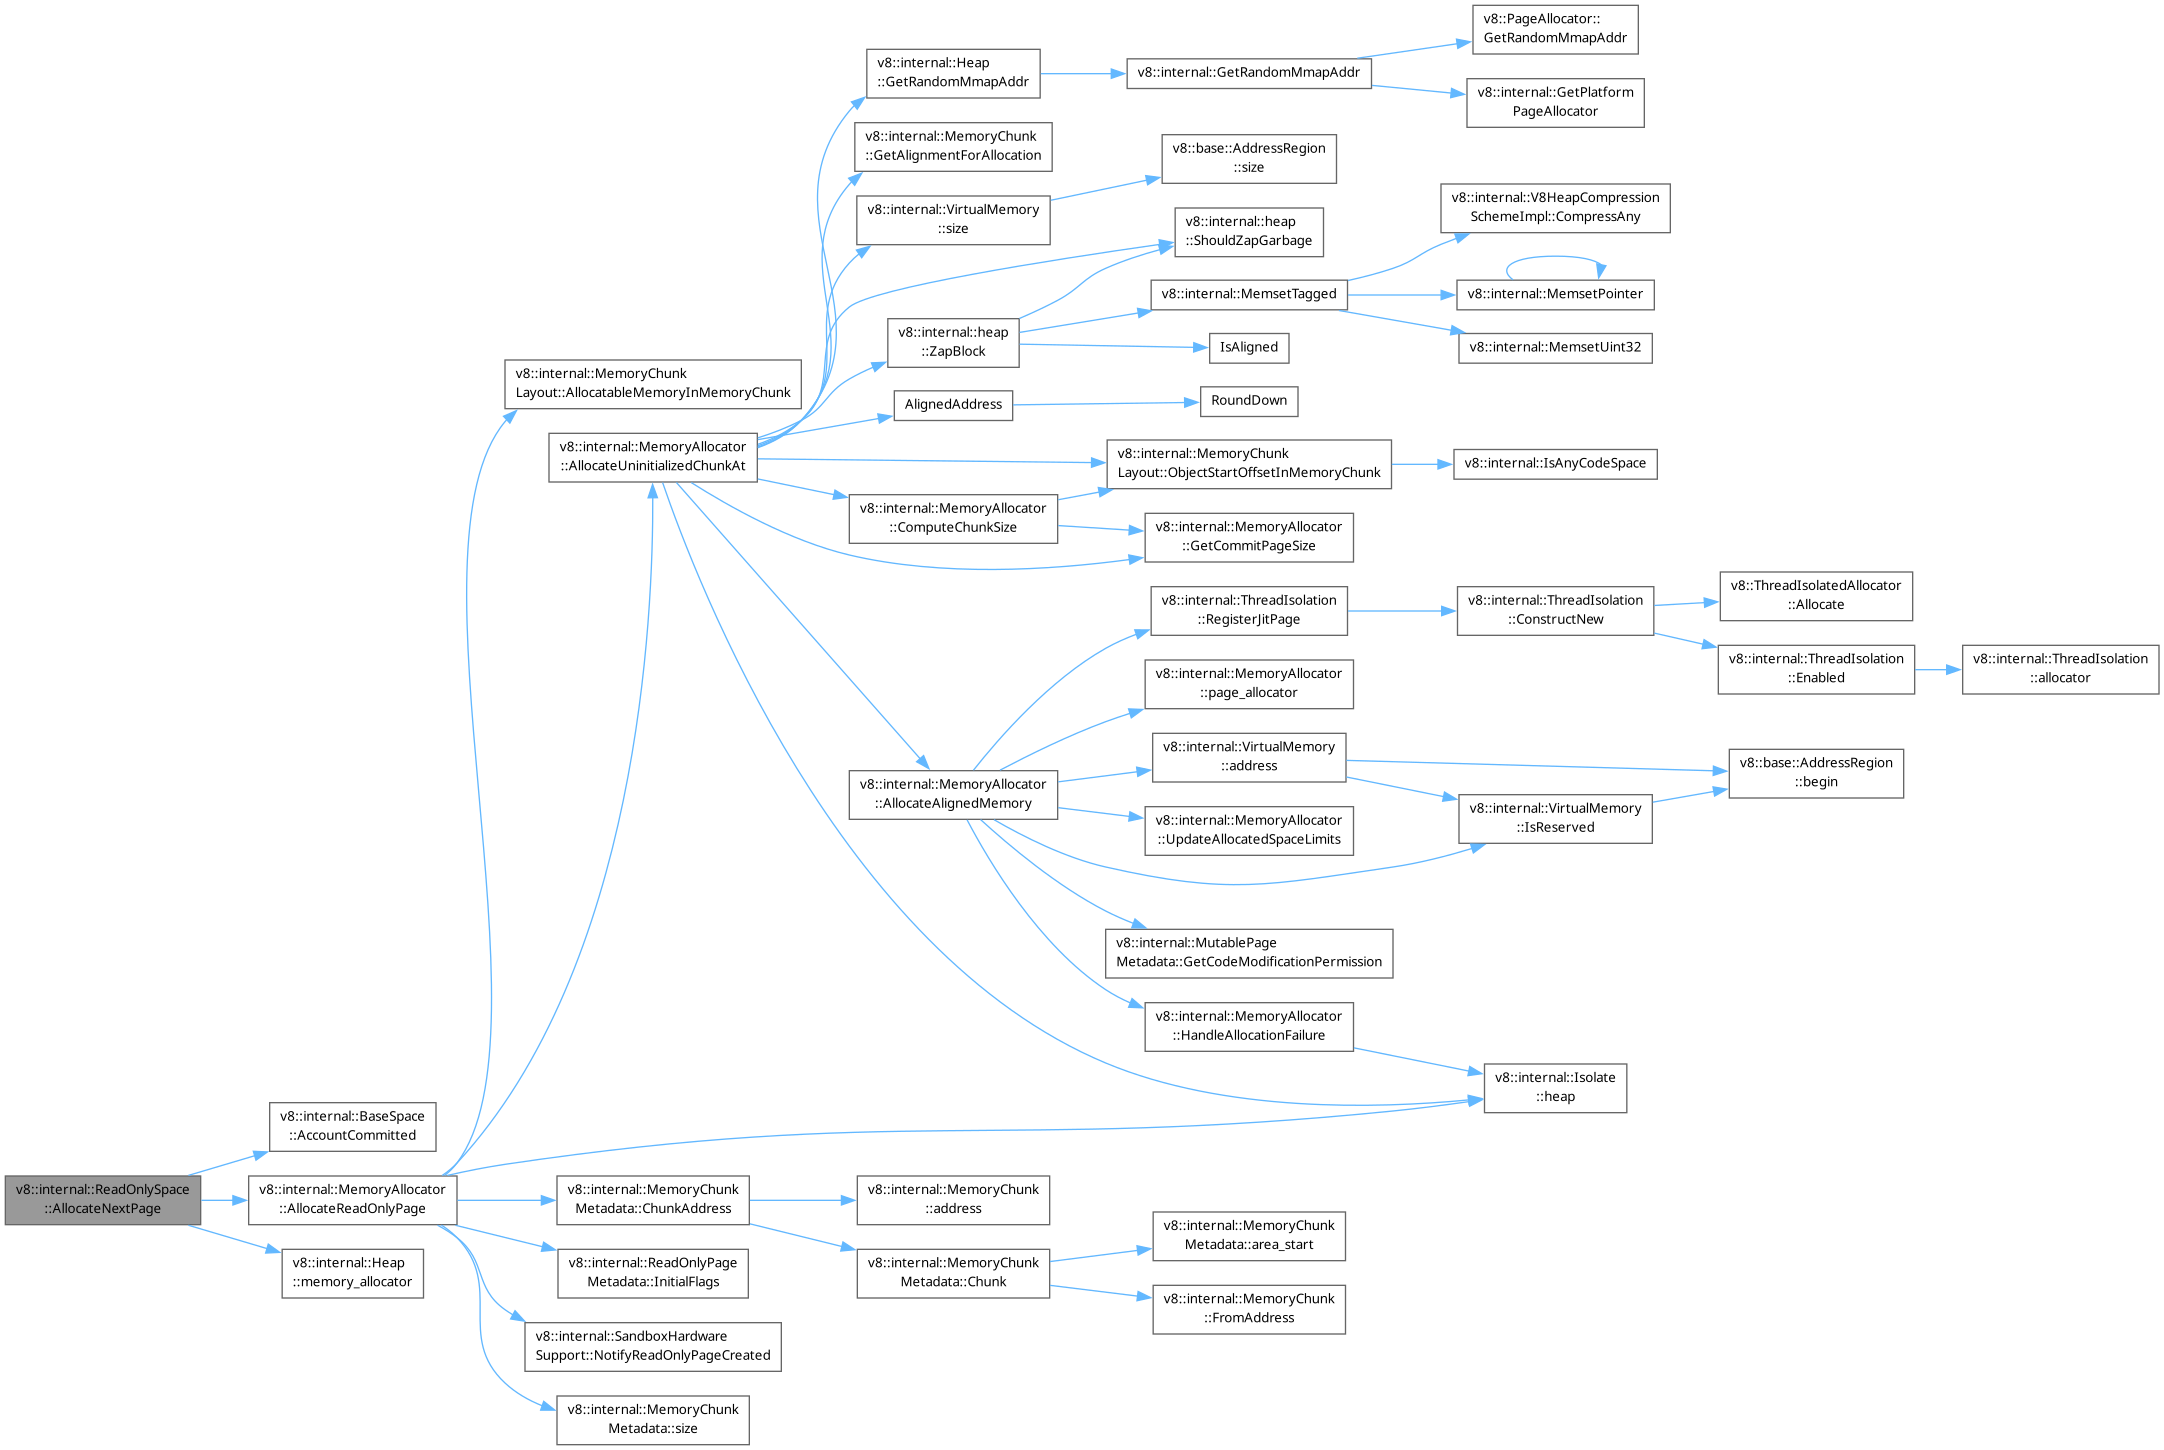 v8::internal::ReadOnlySpace
::AllocateNextPage
v8::internal::BaseSpace
::AccountCommitted
v8::internal::MemoryAllocator
::AllocateReadOnlyPage
v8::internal::Heap
::memory_allocator
v8::internal::MemoryChunk
Layout::AllocatableMemoryInMemoryChunk
v8::internal::MemoryAllocator
::AllocateUninitializedChunkAt
v8::internal::MemoryChunk
Metadata::ChunkAddress
v8::internal::ReadOnlyPage
Metadata::InitialFlags
v8::internal::SandboxHardware
Support::NotifyReadOnlyPageCreated
v8::internal::MemoryChunk
Metadata::size
v8::internal::Heap
::GetRandomMmapAddr
v8::internal::MemoryChunk
::GetAlignmentForAllocation
v8::internal::VirtualMemory
::size
v8::internal::heap
::ZapBlock
AlignedAddress
v8::internal::MemoryAllocator
::ComputeChunkSize
v8::internal::MemoryAllocator
::AllocateAlignedMemory
v8::internal::MemoryChunk
::address
v8::internal::MemoryChunk
Metadata::Chunk
v8::internal::GetRandomMmapAddr
v8::base::AddressRegion
::size
v8::internal::heap
::ShouldZapGarbage
v8::internal::MemsetTagged
IsAligned
RoundDown
v8::internal::MemoryChunk
Layout::ObjectStartOffsetInMemoryChunk
v8::internal::MemoryAllocator
::GetCommitPageSize
v8::internal::ThreadIsolation
::RegisterJitPage
v8::internal::MemoryAllocator
::page_allocator
v8::internal::VirtualMemory
::address
v8::internal::MemoryAllocator
::UpdateAllocatedSpaceLimits
v8::internal::MutablePage
Metadata::GetCodeModificationPermission
v8::internal::MemoryAllocator
::HandleAllocationFailure
v8::internal::MemoryChunk
Metadata::area_start
v8::internal::MemoryChunk
::FromAddress
v8::PageAllocator::
GetRandomMmapAddr
v8::internal::GetPlatform
PageAllocator
v8::internal::V8HeapCompression
SchemeImpl::CompressAny
v8::internal::MemsetPointer
v8::internal::MemsetUint32
v8::internal::IsAnyCodeSpace
v8::internal::ThreadIsolation
::ConstructNew
v8::internal::VirtualMemory
::IsReserved
v8::internal::Isolate
::heap
v8::ThreadIsolatedAllocator
::Allocate
v8::internal::ThreadIsolation
::Enabled
v8::base::AddressRegion
::begin
v8::internal::ThreadIsolation
::allocator